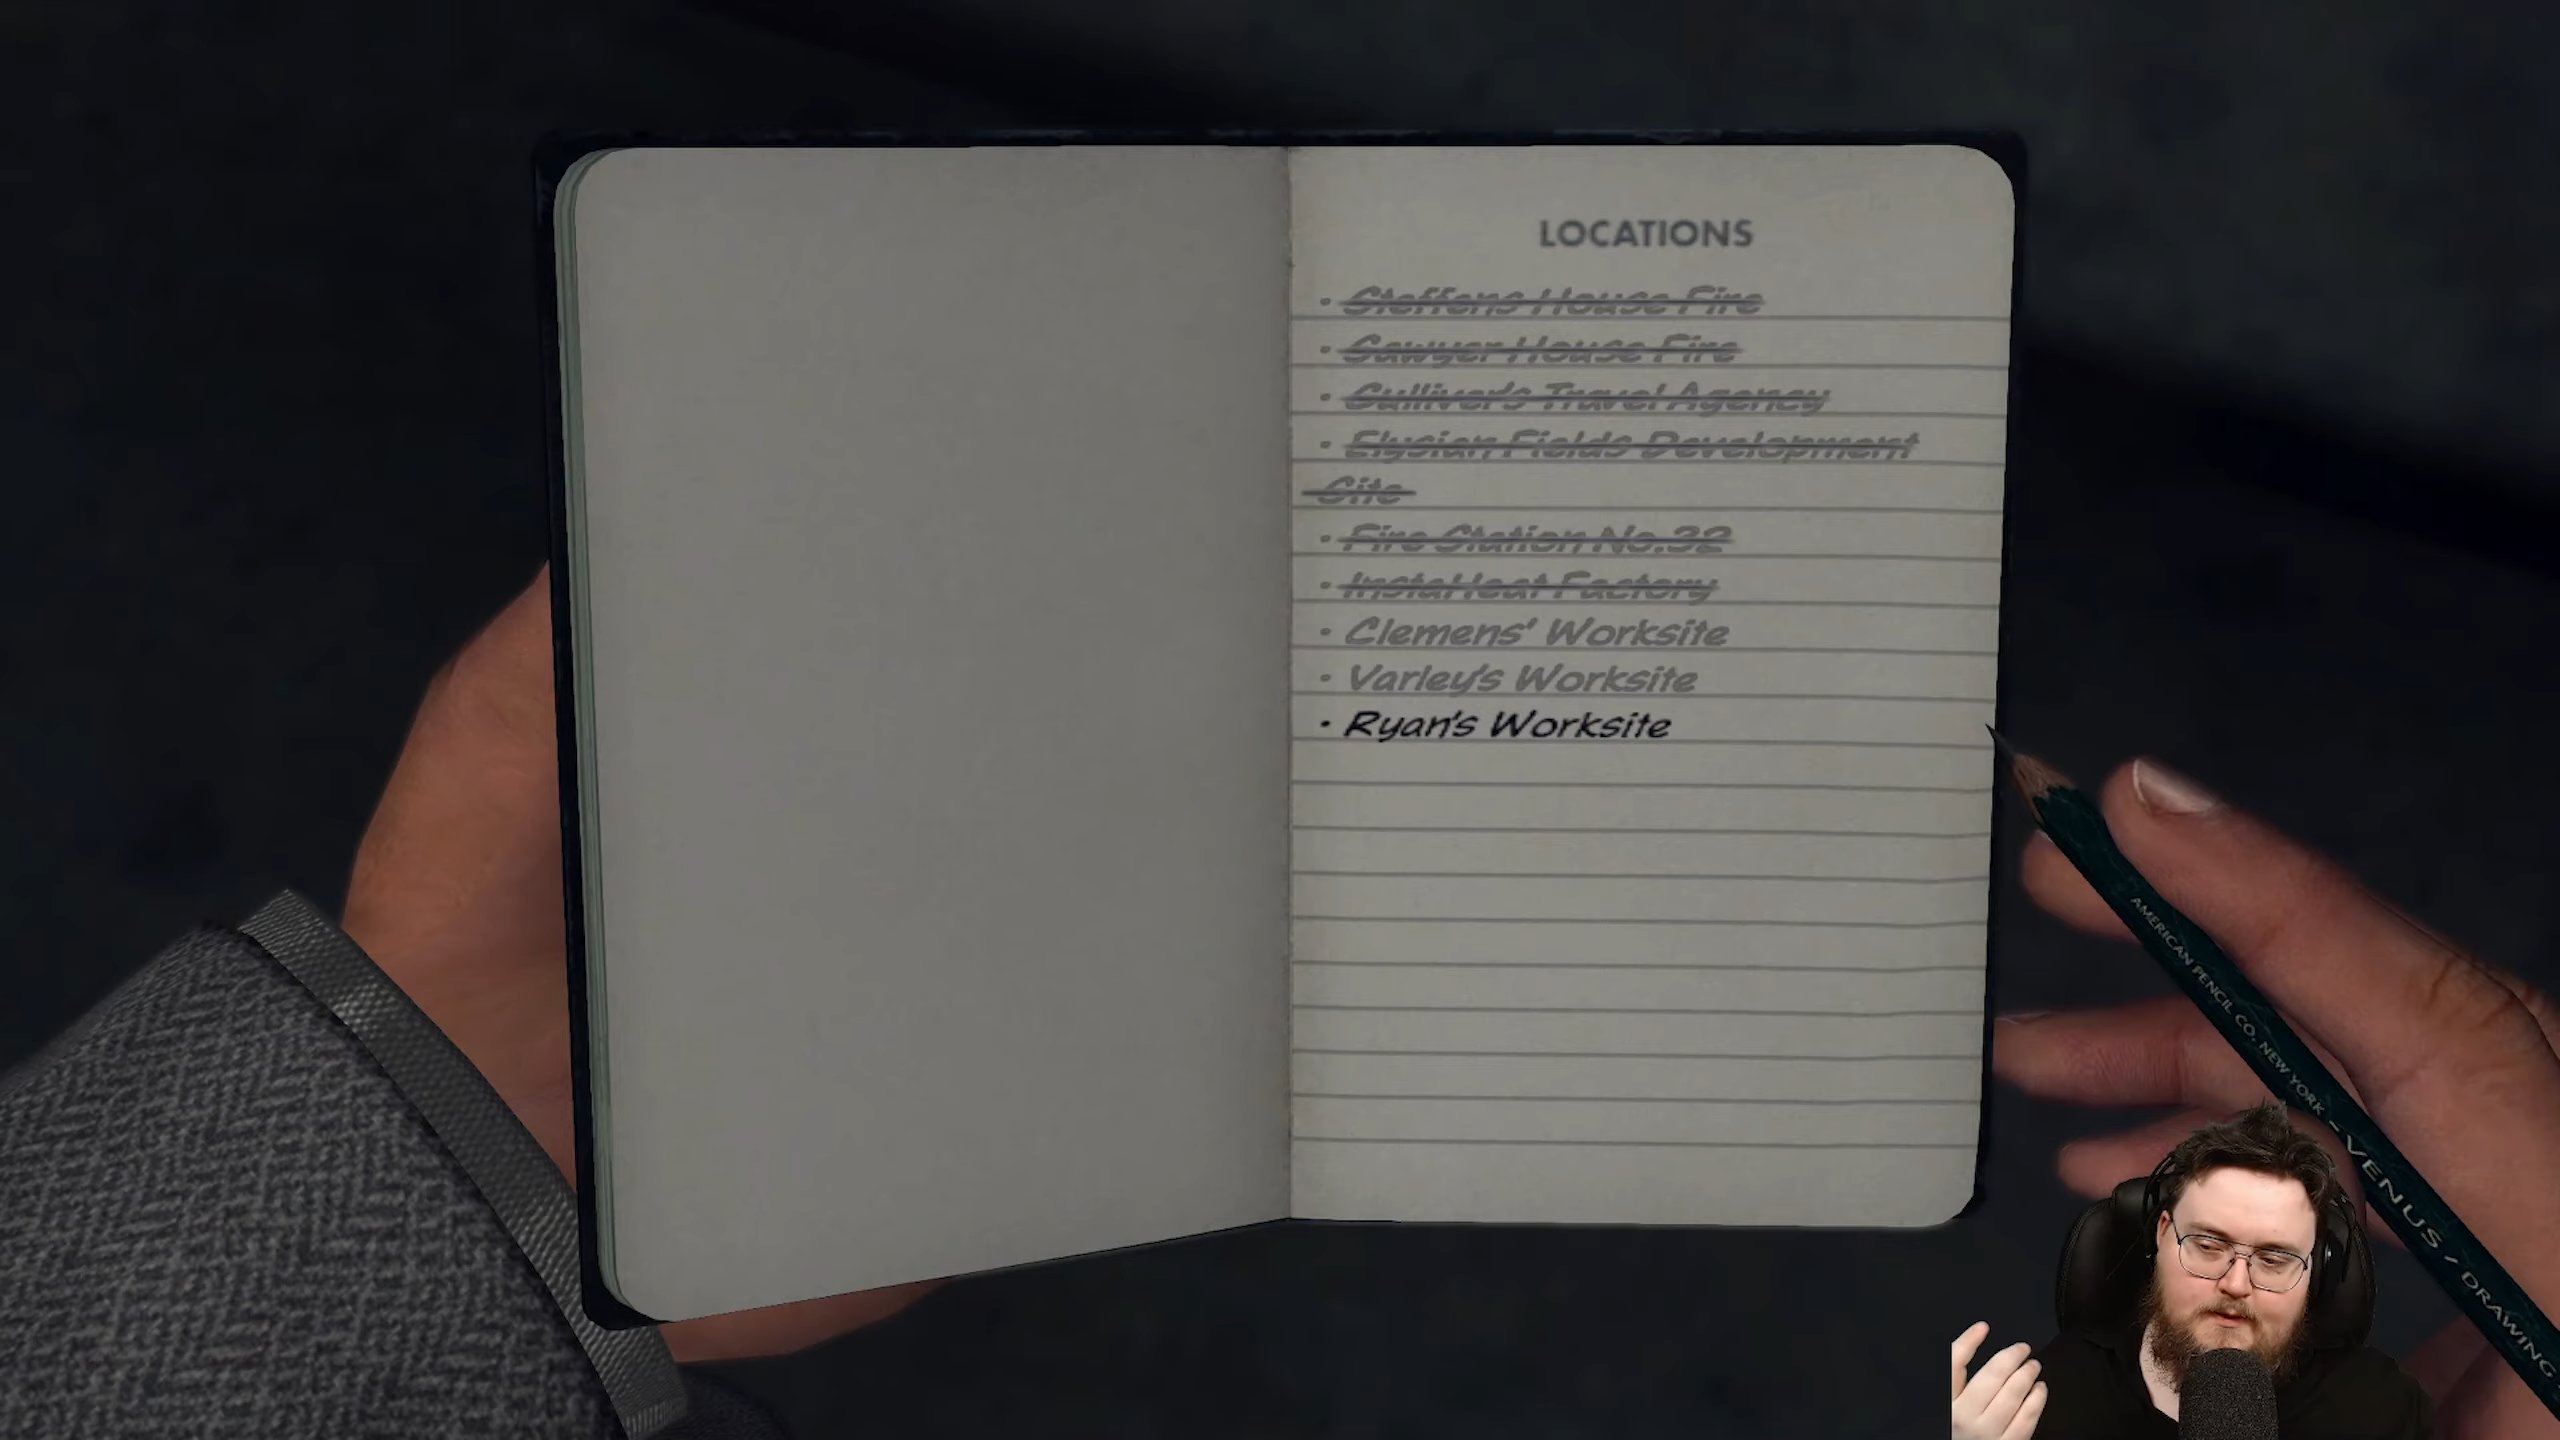 LOCATIONS
• Steffens House Fire
• Sawyer House Fire
• Gulliver's Travel Agency
• Elysian Fields Development
Site
• Fire Station No.32
• InstaHeat Factory
• Clemens' Worksite
• Varley's Worksite
• Ryan's Worksite
AMERICAN PENCIL CO. NEW YORK - VENUS / DRAWING